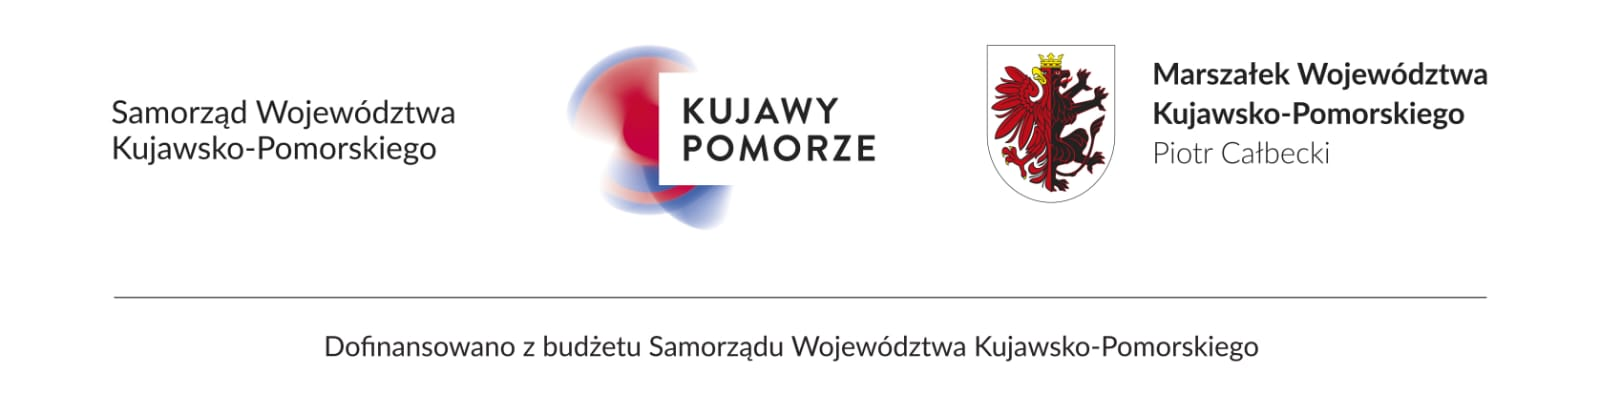 Samorząd Województwa
Kujawsko-Pomorskiego
KUJAWY
POMORZE
Marszałek Województwa
Kujawsko-Pomorskiego
Piotr Całbecki
Dofinansowano z budżetu Samorządu Województwa Kujawsko-Pomorskiego